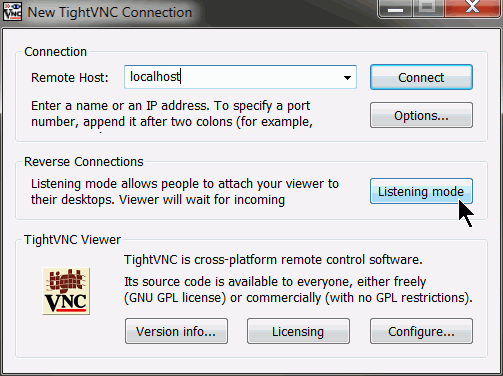 New TightVNC Connection
Connection
Remote Host:
localhost
Connect
Enter a name or an IP address. To specify a port
number, append it after two colons (for example,
Options...
Reverse Connections
Listening mode allows people to attach your viewer to
their desktops. Viewer will wait for incoming
Listening mode
TightVNC Viewer
TightVNC is cross-platform remote control software.
Its source code is available to everyone, either freely
(GNU GPL license) or commercially (with no GPL restrictions).
tight
VNC
Version info...
Licensing
Configure...